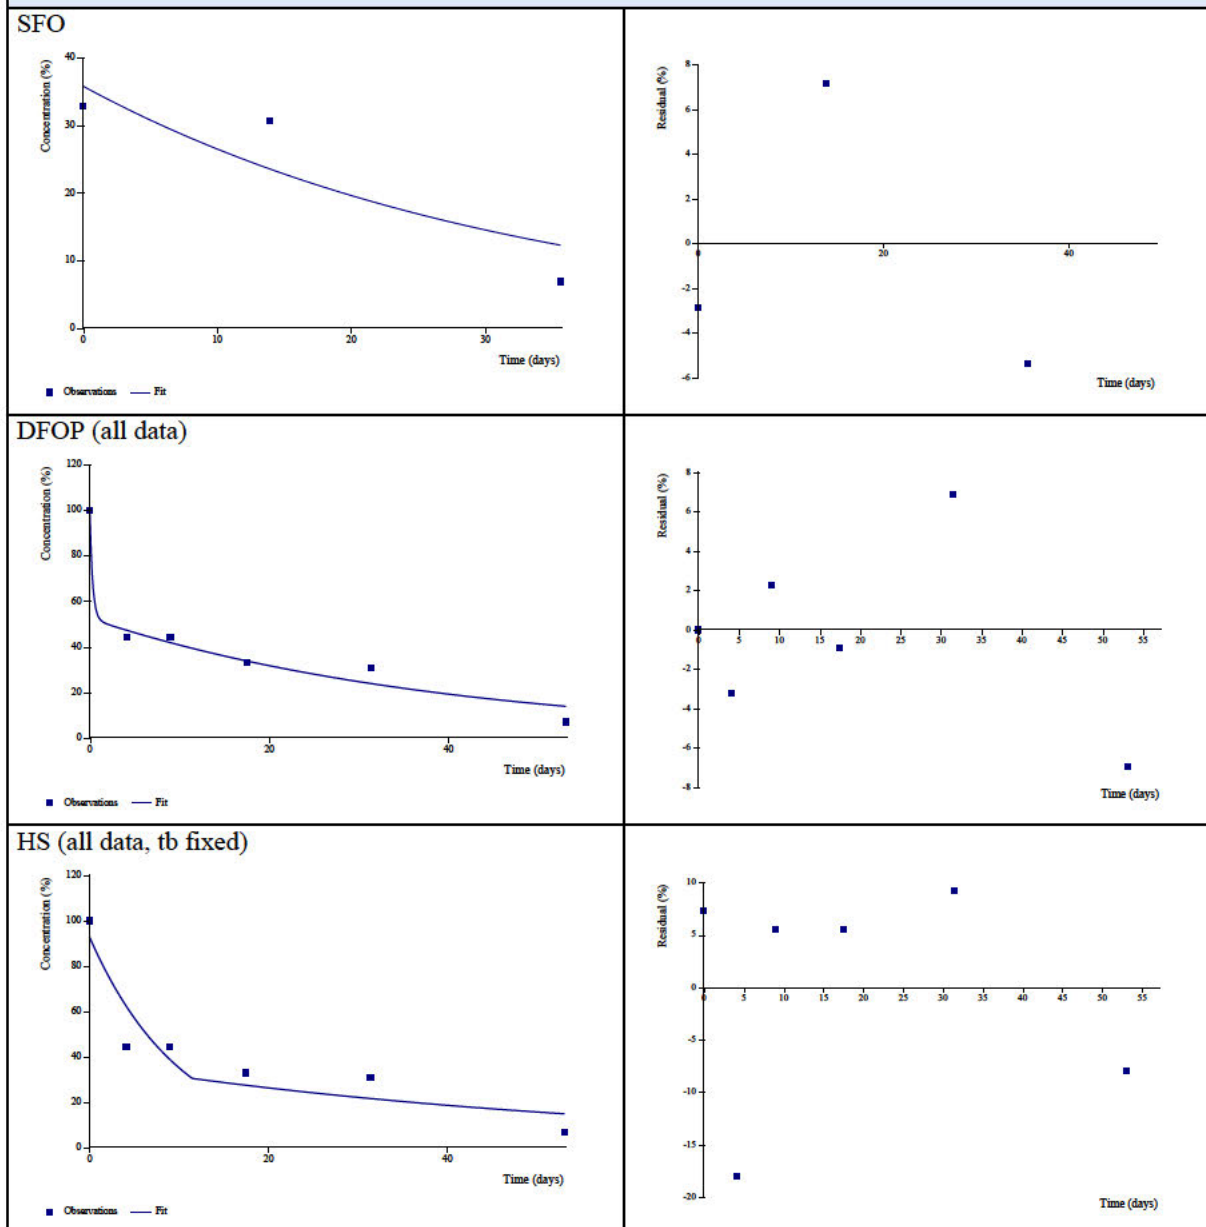 SFO
Concentration (%)
40
30
20
10
0
0 10 20 30
Time (days)
Observations Fit
Residual (%)
8
6
4
2
0
-2
-4
-6
0 20 40
Time (days)
DFOP (all data)
Concentration (%)
120
100
80
60
40
20
0
0 20 40
Time (days)
Observations Fit
Residual (%)
8
6
4
2
0
-2
-4
-6
-8
0 5 10 15 20 25 30 35 40 45 50 55
Time (days)
HS (all data, tb fixed)
Concentration (%)
120
100
80
60
40
20
0
0 20 40
Time (days)
Observations Fit
Residual (%)
10
5
0
-5
-10
-15
-20
0 5 10 15 20 25 30 35 40 45 50 55
Time (days)